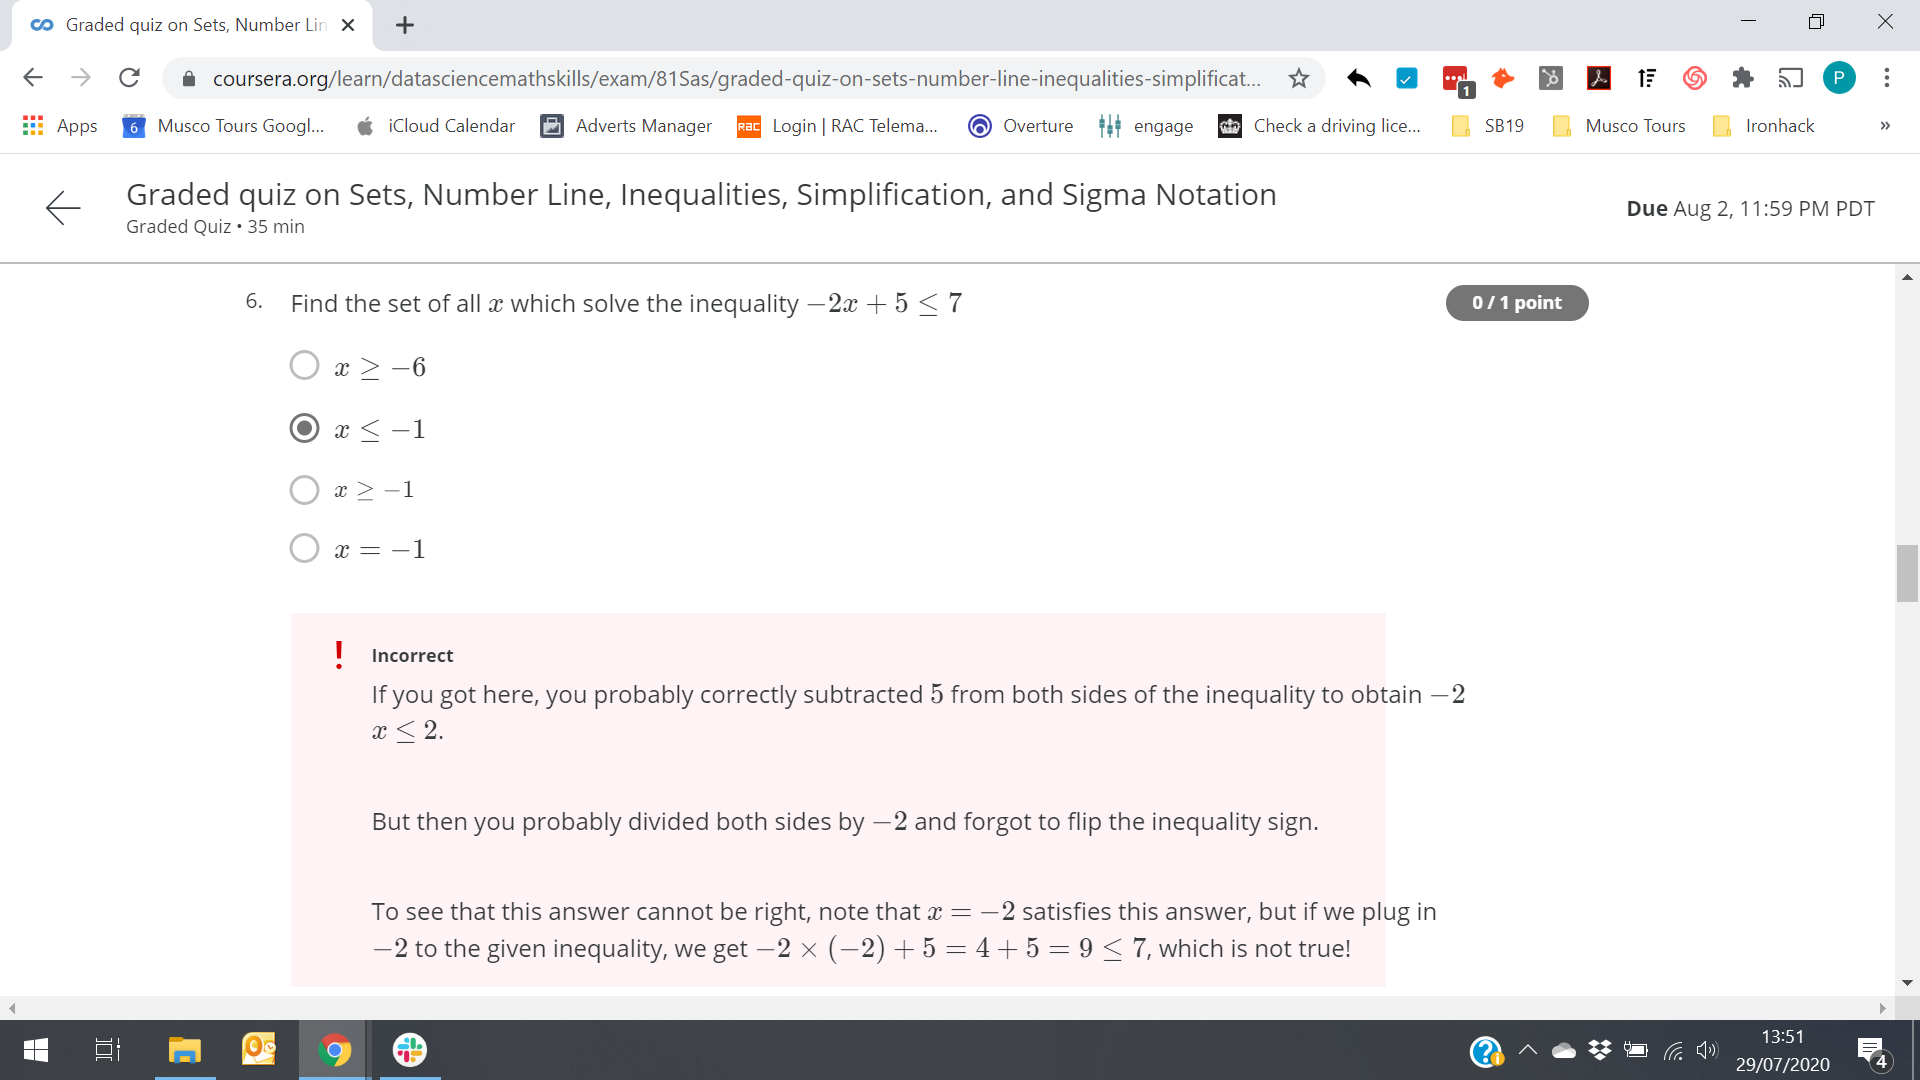 Graded quiz on Sets, Number Lin
coursera.org/learn/datasciencemathskills/exam/81Sas/graded-quiz-on-sets-number-line-inequalities-simplificat...
1
P
Apps
6
Musco Tours Googl...
iCloud Calendar
Adverts Manager
RAC
Login | RAC Telema...
Overture
engage
Check a driving lice...
SB19
Musco Tours
Ironhack
»
Graded quiz on Sets, Number Line, Inequalities, Simplification, and Sigma Notation
Graded Quiz • 35 min
Due Aug 2, 11:59 PM PDT
6. Find the set of all x which solve the inequality −2x + 5 ≤ 7
0 / 1 point
x ≥ −6
x ≤ −1
x ≥ −1
x = −1
! Incorrect
If you got here, you probably correctly subtracted 5 from both sides of the inequality to obtain −2
x ≤ 2.
But then you probably divided both sides by −2 and forgot to flip the inequality sign.
To see that this answer cannot be right, note that x = −2 satisfies this answer, but if we plug in
−2 to the given inequality, we get −2 × (−2) + 5 = 4 + 5 = 9 ≤ 7, which is not true!
13:51
29/07/2020
4